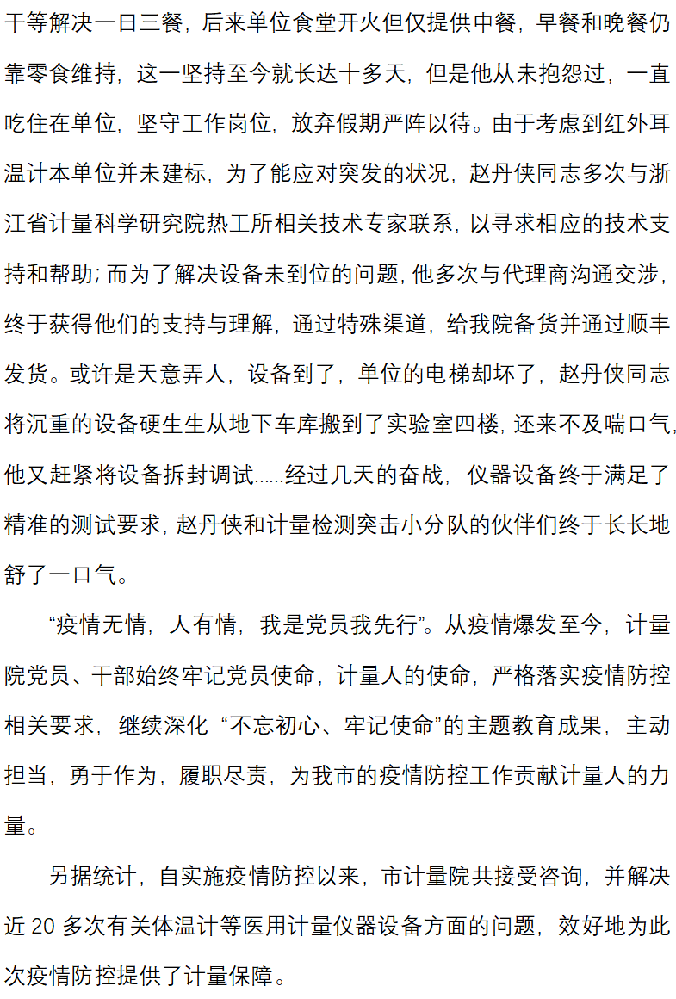 干等解决一日三餐，后来单位食堂开火但仅提供中餐，早餐和晚餐仍
靠零食维持，这一坚持至今就长达十多天，但是他从未抱怨过，一直
吃住在单位，坚守工作岗位，放弃假期严阵以待。由于考虑到红外耳
温计本单位并未建标，为了能应对突发的状况，赵丹侠同志多次与浙
江省计量科学研究院热工所相关技术专家联系，以寻求相应的技术支
持和帮助；而为了解决设备未到位的问题，他多次与代理商沟通交涉，
终于获得他们的支持与理解，通过特殊渠道，给我院备货并通过顺丰
发货。或许是天意弄人，设备到了，单位的电梯却坏了，赵丹侠同志
将沉重的设备硬生生从地下车库搬到了实验室四楼，还来不及喘口气，
他又赶紧将设备拆封调试……经过几天的奋战，仪器设备终于满足了
精准的测试要求，赵丹侠和计量检测突击小分队的伙伴们终于长长地
舒了一口气。
“疫情无情，人有情，我是党员我先行”。从疫情爆发至今，计量
院党员、干部始终牢记党员使命，计量人的使命，严格落实疫情防控
相关要求，继续深化 “不忘初心、牢记使命”的主题教育成果，主动
担当，勇于作为，履职尽责，为我市的疫情防控工作贡献计量人的力
量。
另据统计，自实施疫情防控以来，市计量院共接受咨询，并解决
近 20 多次有关体温计等医用计量仪器设备方面的问题，效好地为此
次疫情防控提供了计量保障。